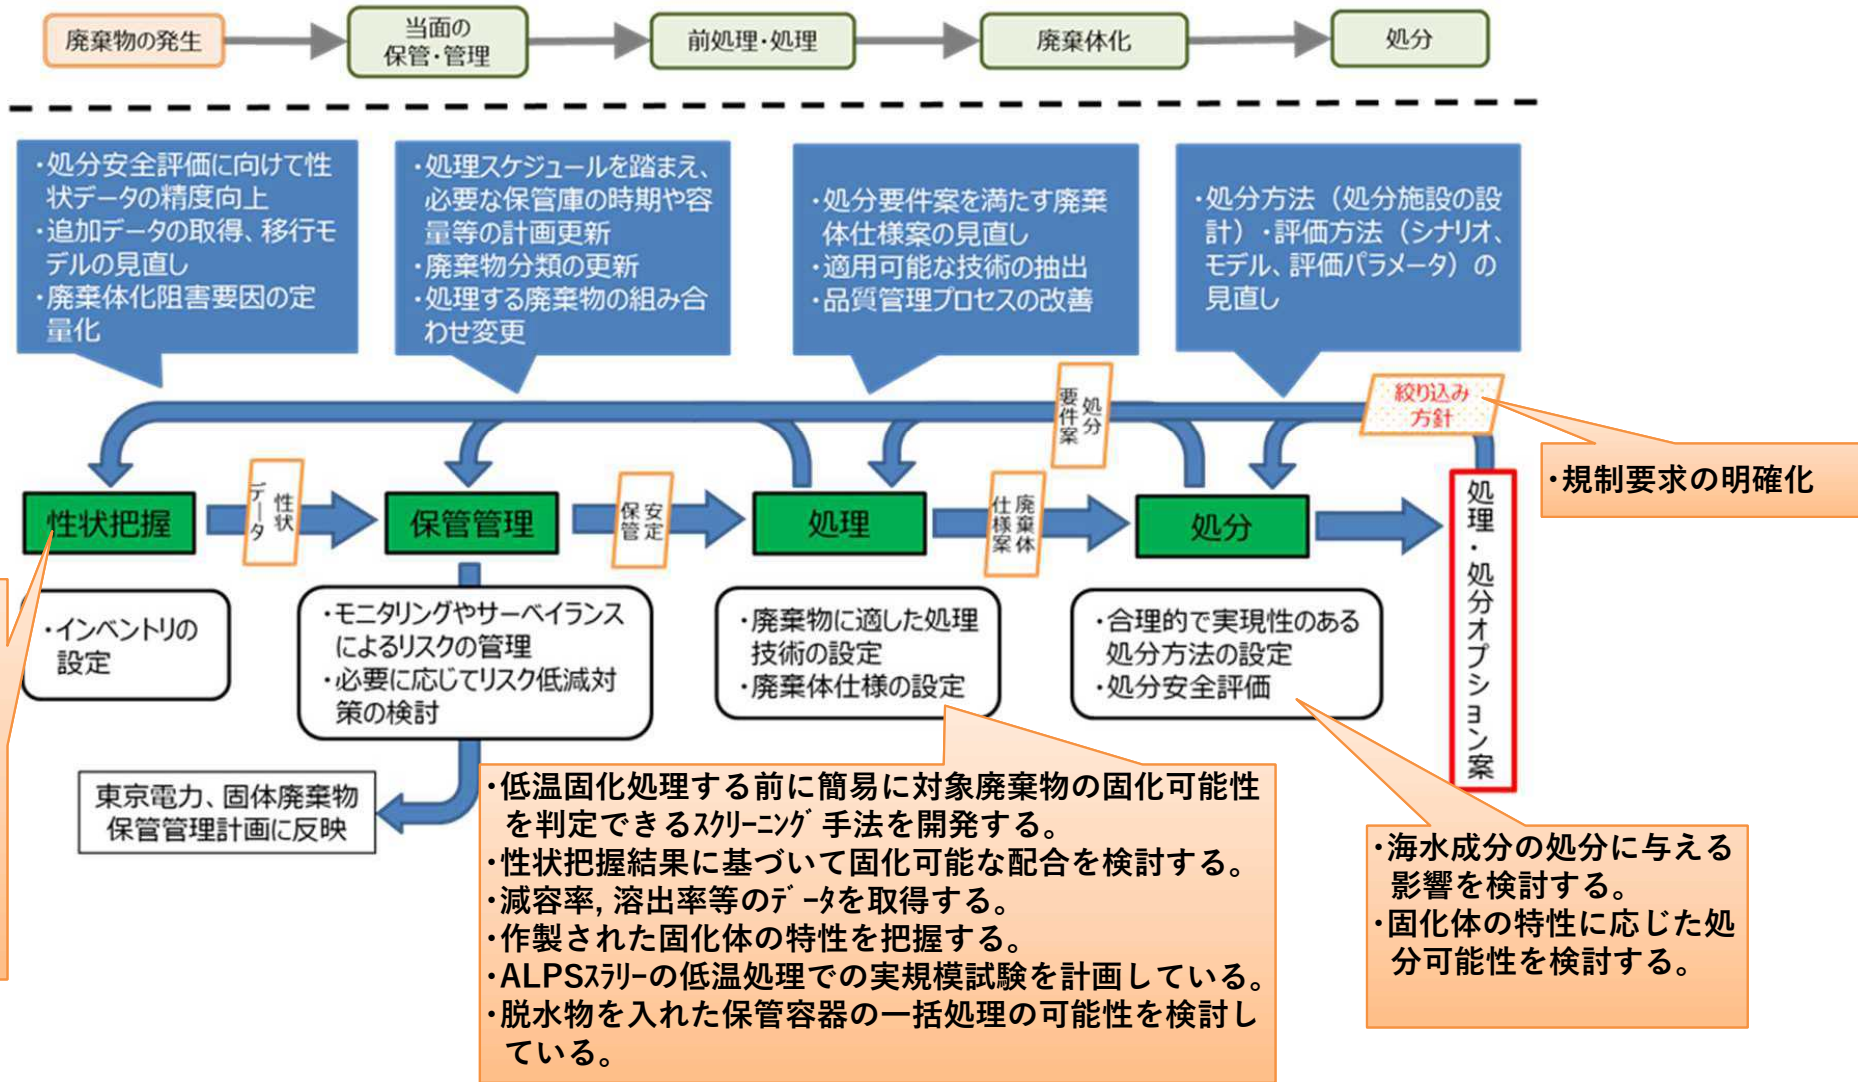 廃棄物の発生
当面の
保管・管理
前処理・処理
廃棄体化
処分
・処分安全評価に向けて性
状データの精度向上
・追加データの取得、移行モ
デルの見直し
・廃棄体化阻害要因の定
量化
・処理スケジュールを踏まえ、
必要な保管庫の時期や容
量等の計画更新
・廃棄物分類の更新
・処理する廃棄物の組み合
わせ変更
・処分要件案を満たす廃棄
体仕様案の見直し
・適用可能な技術の抽出
・品質管理プロセスの改善
・処分方法（処分施設の設
計）・評価方法（シナリオ、
モデル、評価パラメータ）の
見直し
処分
要件案
絞り込み
方針
・規制要求の明確化
性状把握
性状
データ
保管管理
安定
保管
処理
廃棄体
仕様案
処分
処理・処分オプション案
・インベントリの
設定
・モニタリングやサーベイランス
によるリスクの管理
・必要に応じてリスク低減対
策の検討
・廃棄物に適した処理
技術の設定
・廃棄体仕様の設定
・合理的で実現性のある
処分方法の設定
・処分安全評価
東京電力、固体廃棄物
保管管理計画に反映
・低温固化処理する前に簡易に対象廃棄物の固化可能性
を判定できるｽｸﾘｰﾆﾝｸﾞ手法を開発する。
・性状把握結果に基づいて固化可能な配合を検討する。
・減容率, 溶出率等のﾃﾞｰﾀを取得する。
・作製された固化体の特性を把握する。
・ALPSｽﾗﾘｰの低温処理での実規模試験を計画している。
・脱水物を入れた保管容器の一括処理の可能性を検討し
ている。
・海水成分の処分に与える
影響を検討する。
・固化体の特性に応じた処
分可能性を検討する。